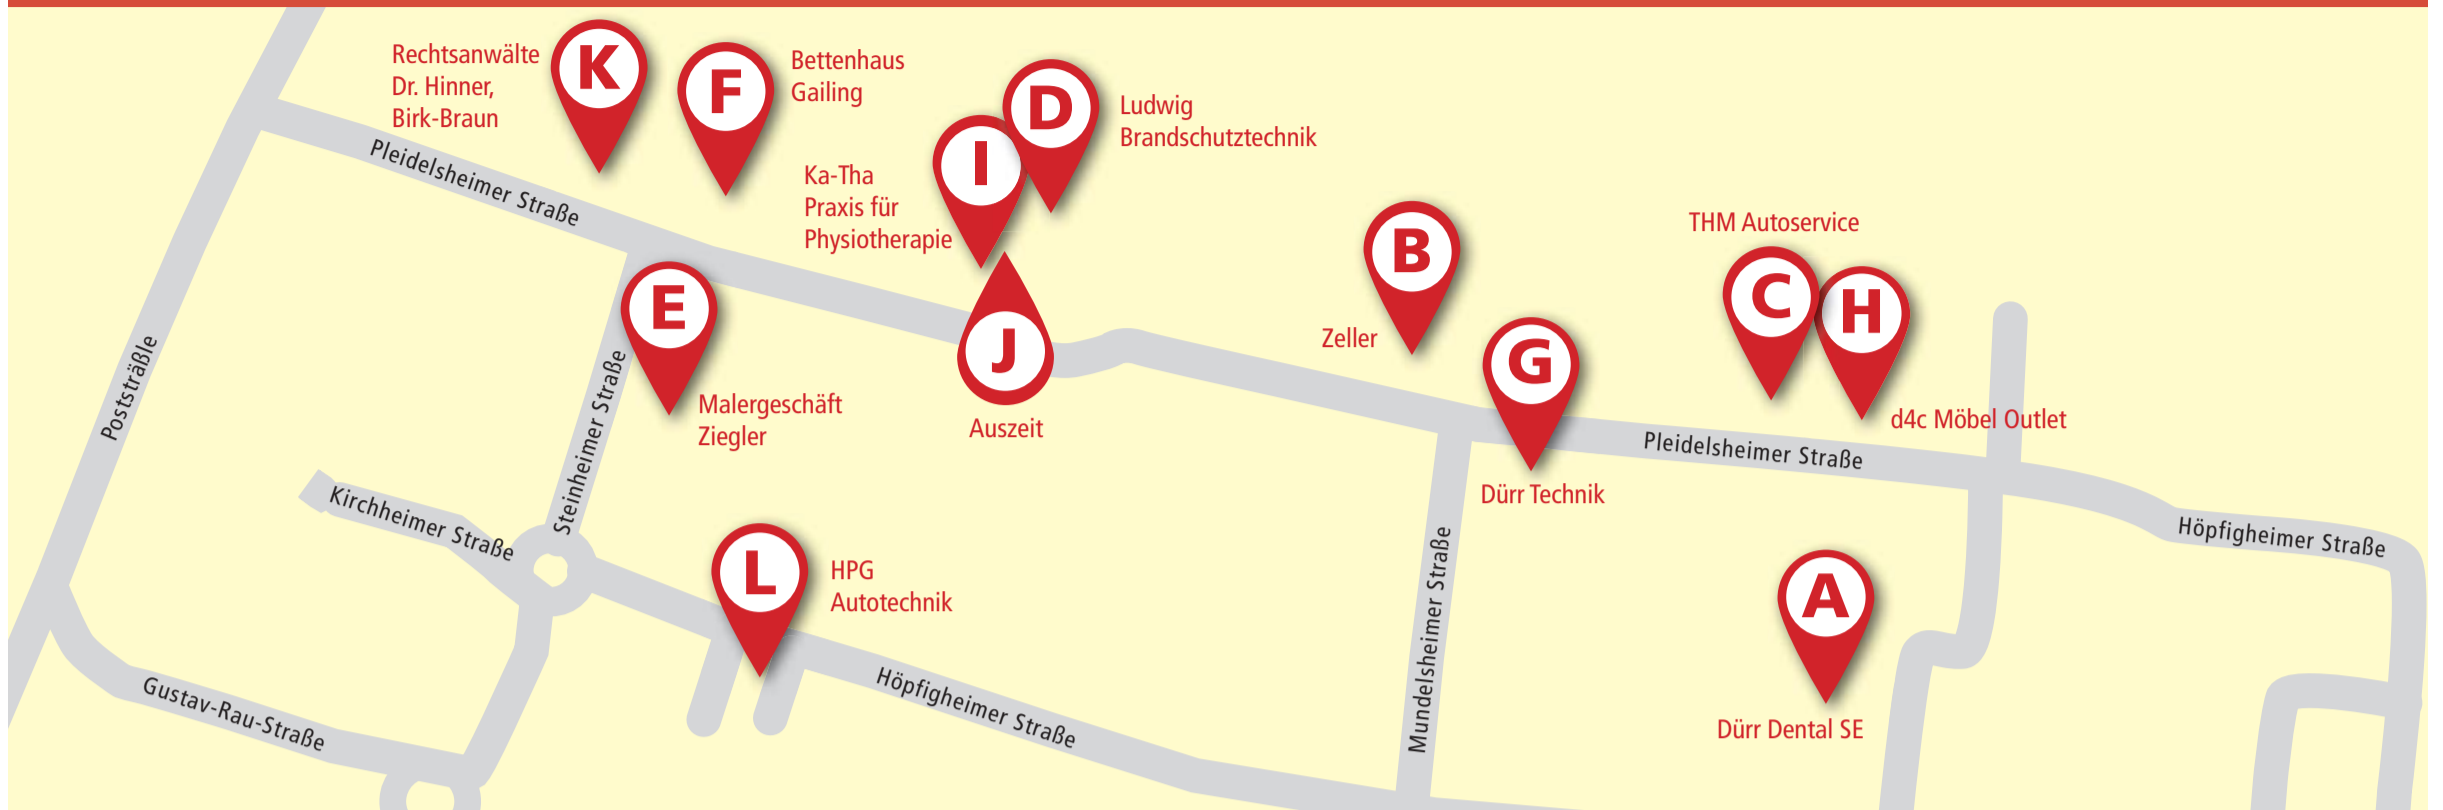 K
Rechtsanwälte
Dr. Hinner,
Birk-Braun
F
Bettenhaus
Gailing
D
Ludwig
Brandschutztechnik
I
Ka-Tha
Praxis für
Physiotherapie
Pleidelsheimer Straße
B
Zeller
THM Autoservice
C
H
d4c Möbel Outlet
E
Malergeschäft
Ziegler
J
Auszeit
G
Dürr Technik
Pleidelsheimer Straße
Poststräßle
Steinheimer Straße
Kirchheimer Straße
Höpfigheimer Straße
L
HPG
Autotechnik
Mundelsheimer Straße
A
Dürr Dental SE
Gustav-Rau-Straße
Höpfigheimer Straße